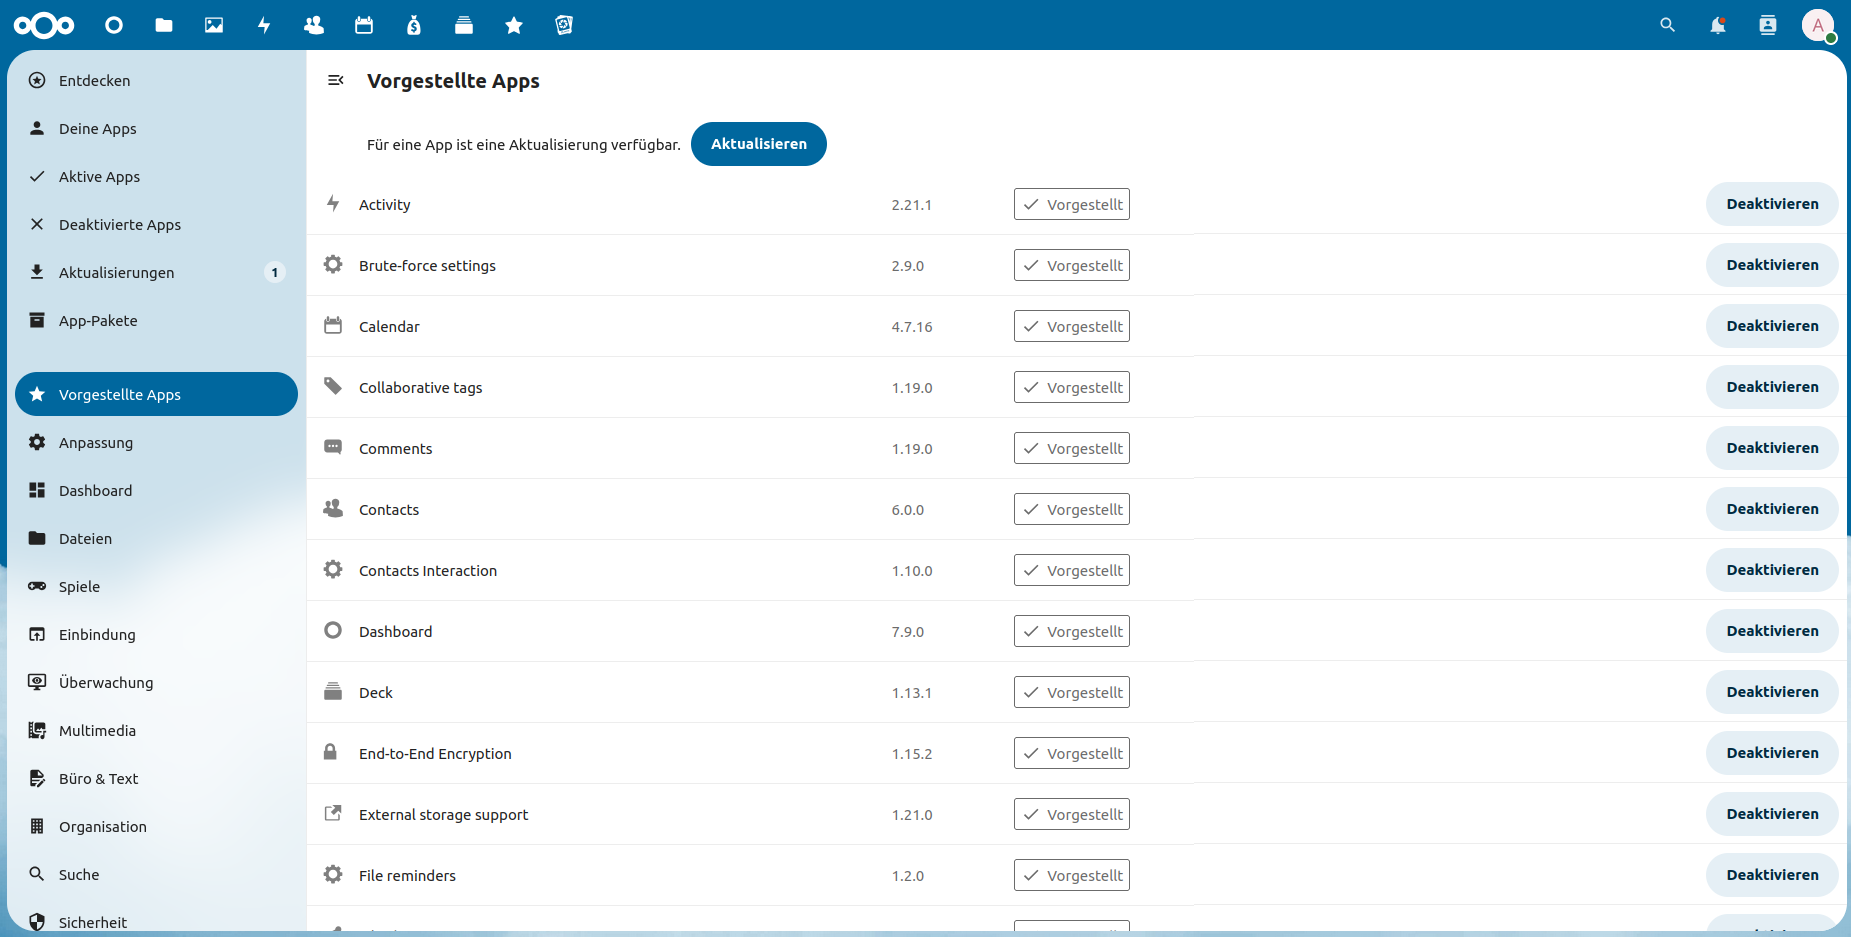 A
Entdecken
Deine Apps
Aktive Apps
Deaktivierte Apps
Aktualisierungen 1
App-Pakete
Vorgestellte Apps
Anpassung
Dashboard
Dateien
Spiele
Einbindung
Überwachung
Multimedia
Büro & Text
Organisation
Suche
Sicherheit
Vorgestellte Apps
Für eine App ist eine Aktualisierung verfügbar. Aktualisieren
Activity 2.21.1 Vorgestellt Deaktivieren
Brute-force settings 2.9.0 Vorgestellt Deaktivieren
Calendar 4.7.16 Vorgestellt Deaktivieren
Collaborative tags 1.19.0 Vorgestellt Deaktivieren
Comments 1.19.0 Vorgestellt Deaktivieren
Contacts 6.0.0 Vorgestellt Deaktivieren
Contacts Interaction 1.10.0 Vorgestellt Deaktivieren
Dashboard 7.9.0 Vorgestellt Deaktivieren
Deck 1.13.1 Vorgestellt Deaktivieren
End-to-End Encryption 1.15.2 Vorgestellt Deaktivieren
External storage support 1.21.0 Vorgestellt Deaktivieren
File reminders 1.2.0 Vorgestellt Deaktivieren